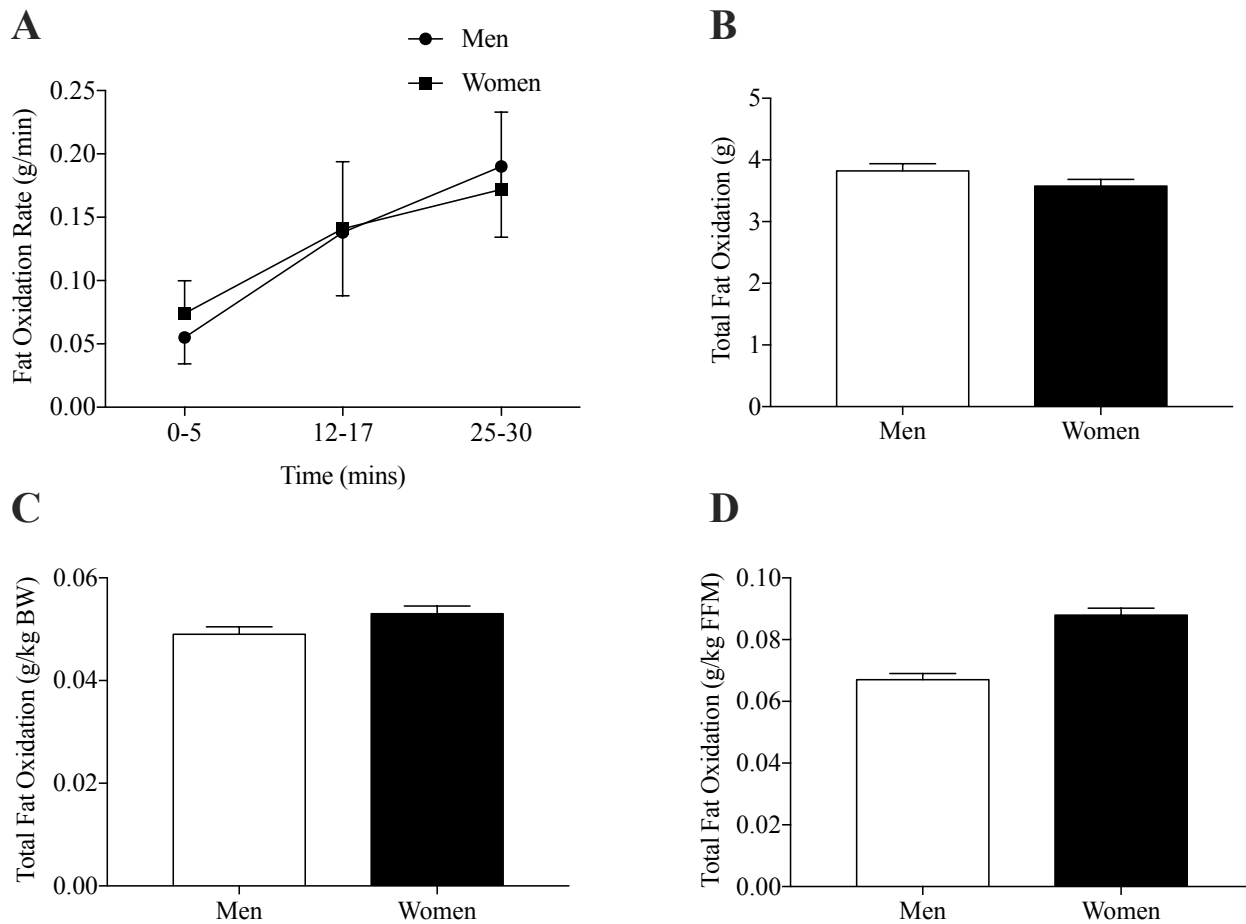 A
Men
Women
Fat Oxidation Rate (g/min)
0.25
0.20
0.15
0.10
0.05
0.00
0-5 12-17 25-30
Time (mins)
B
Total Fat Oxidation (g)
5
4
3
2
1
0
Men Women
C
Total Fat Oxidation (g/kg BW)
0.06
0.04
0.02
0.00
Men Women
D
Total Fat Oxidation (g/kg FFM)
0.10
0.08
0.06
0.04
0.02
0.00
Men Women